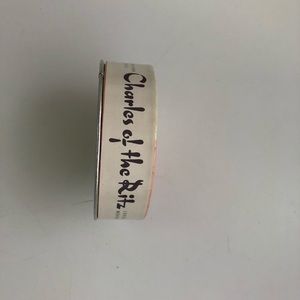 Charles of the Ritz